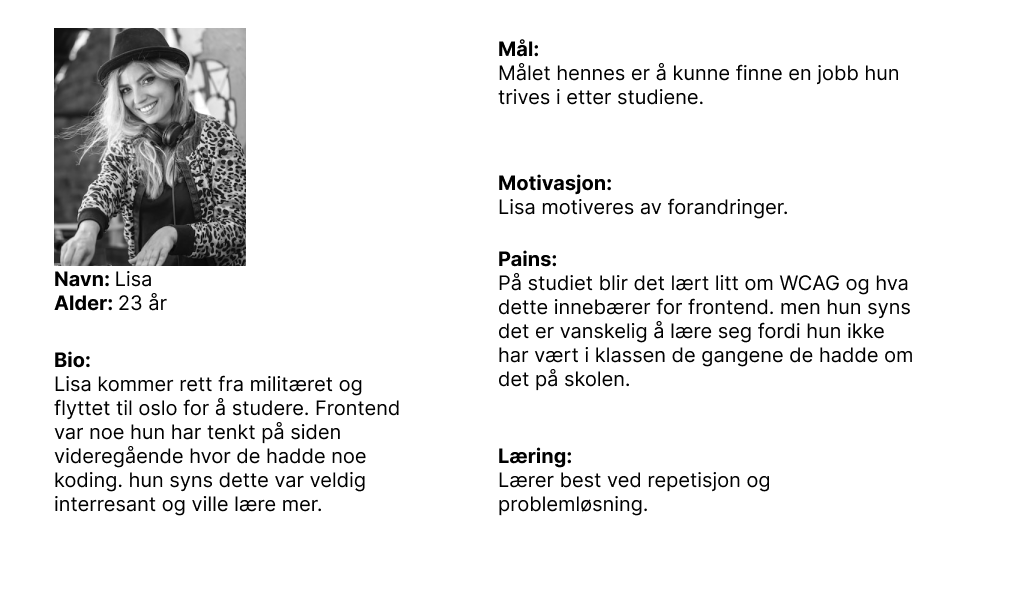 Navn: Lisa
Alder: 23 år
Bio:
Lisa kommer rett fra militæret og
flyttet til oslo for å studere. Frontend
var noe hun har tenkt på siden
videregående hvor de hadde noe
koding. hun syns dette var veldig
interresant og ville lære mer.
Mål:
Målet hennes er å kunne finne en jobb hun
trives i etter studiene.
Motivasjon:
Lisa motiveres av forandringer.
Pains:
På studiet blir det lært litt om WCAG og hva
dette innebærer for frontend. men hun syns
det er vanskelig å lære seg fordi hun ikke
har vært i klassen de gangene de hadde om
det på skolen.
Læring:
Lærer best ved repetisjon og
problemløsning.